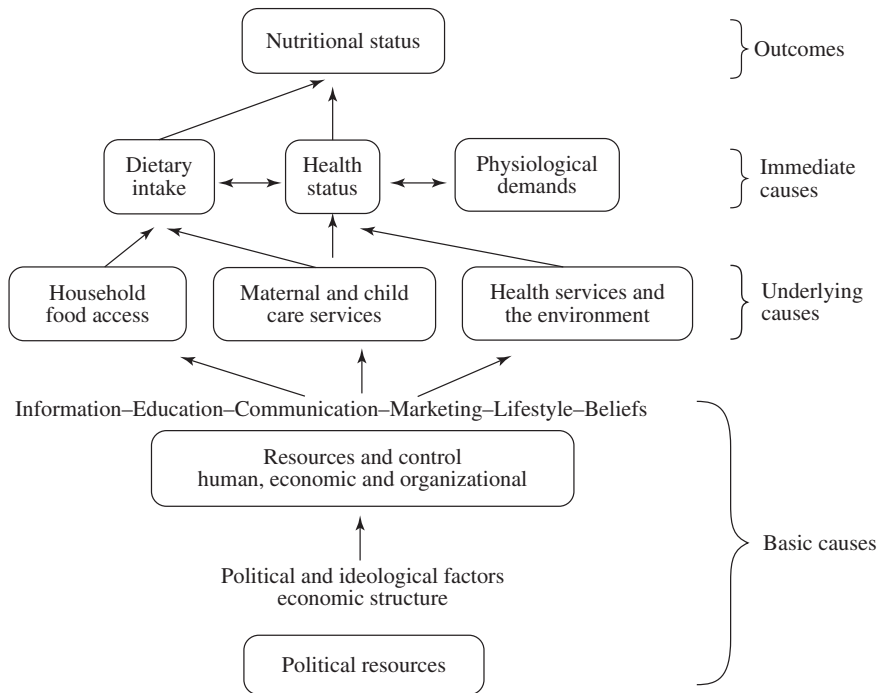 Nutritional status
Outcomes
Dietary
intake
Health
status
Physiological
demands
Immediate
causes
Household
food access
Maternal and child
care services
Health services and
the environment
Underlying
causes
Information–Education–Communication–Marketing–Lifestyle–Beliefs
Resources and control
human, economic and organizational
Basic causes
Political and ideological factors
economic structure
Political resources